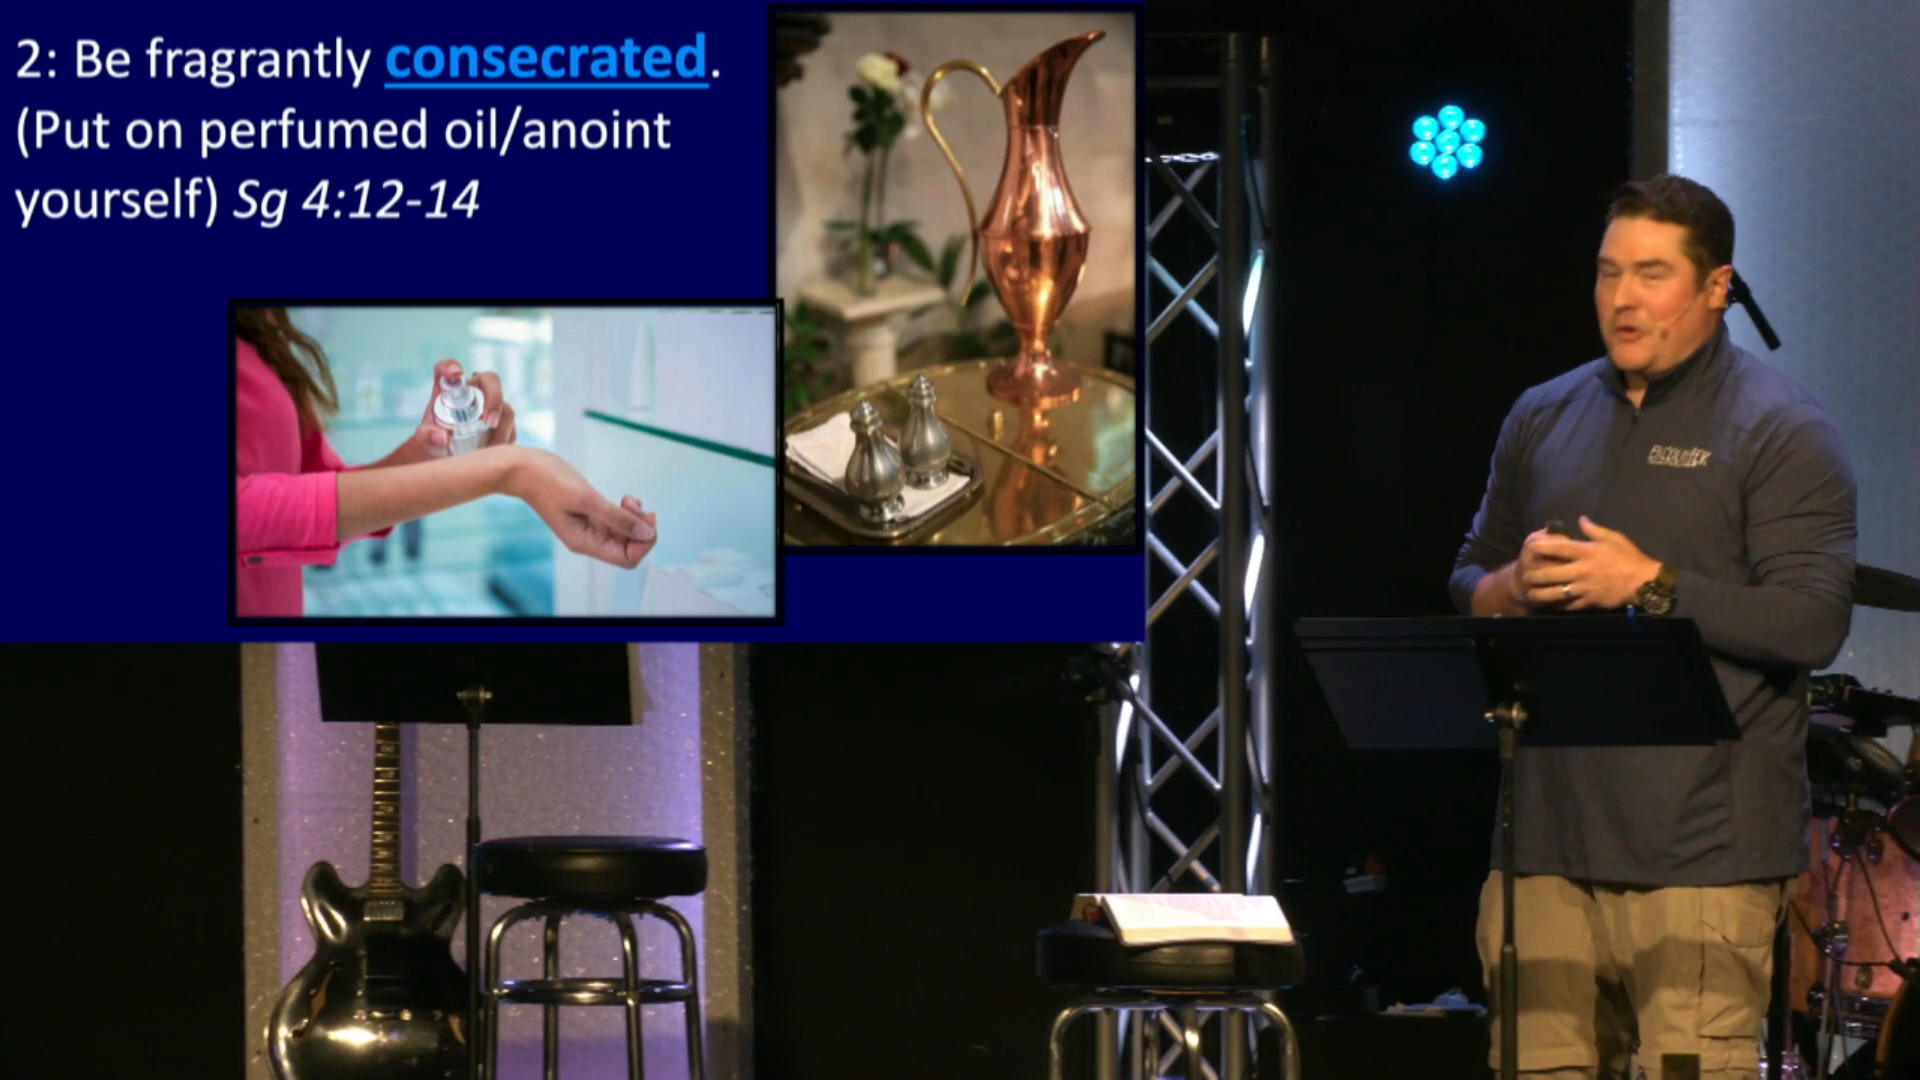 2: Be fragrantly consecrated.
(Put on perfumed oil/anoint
yourself) Sg 4:12-14